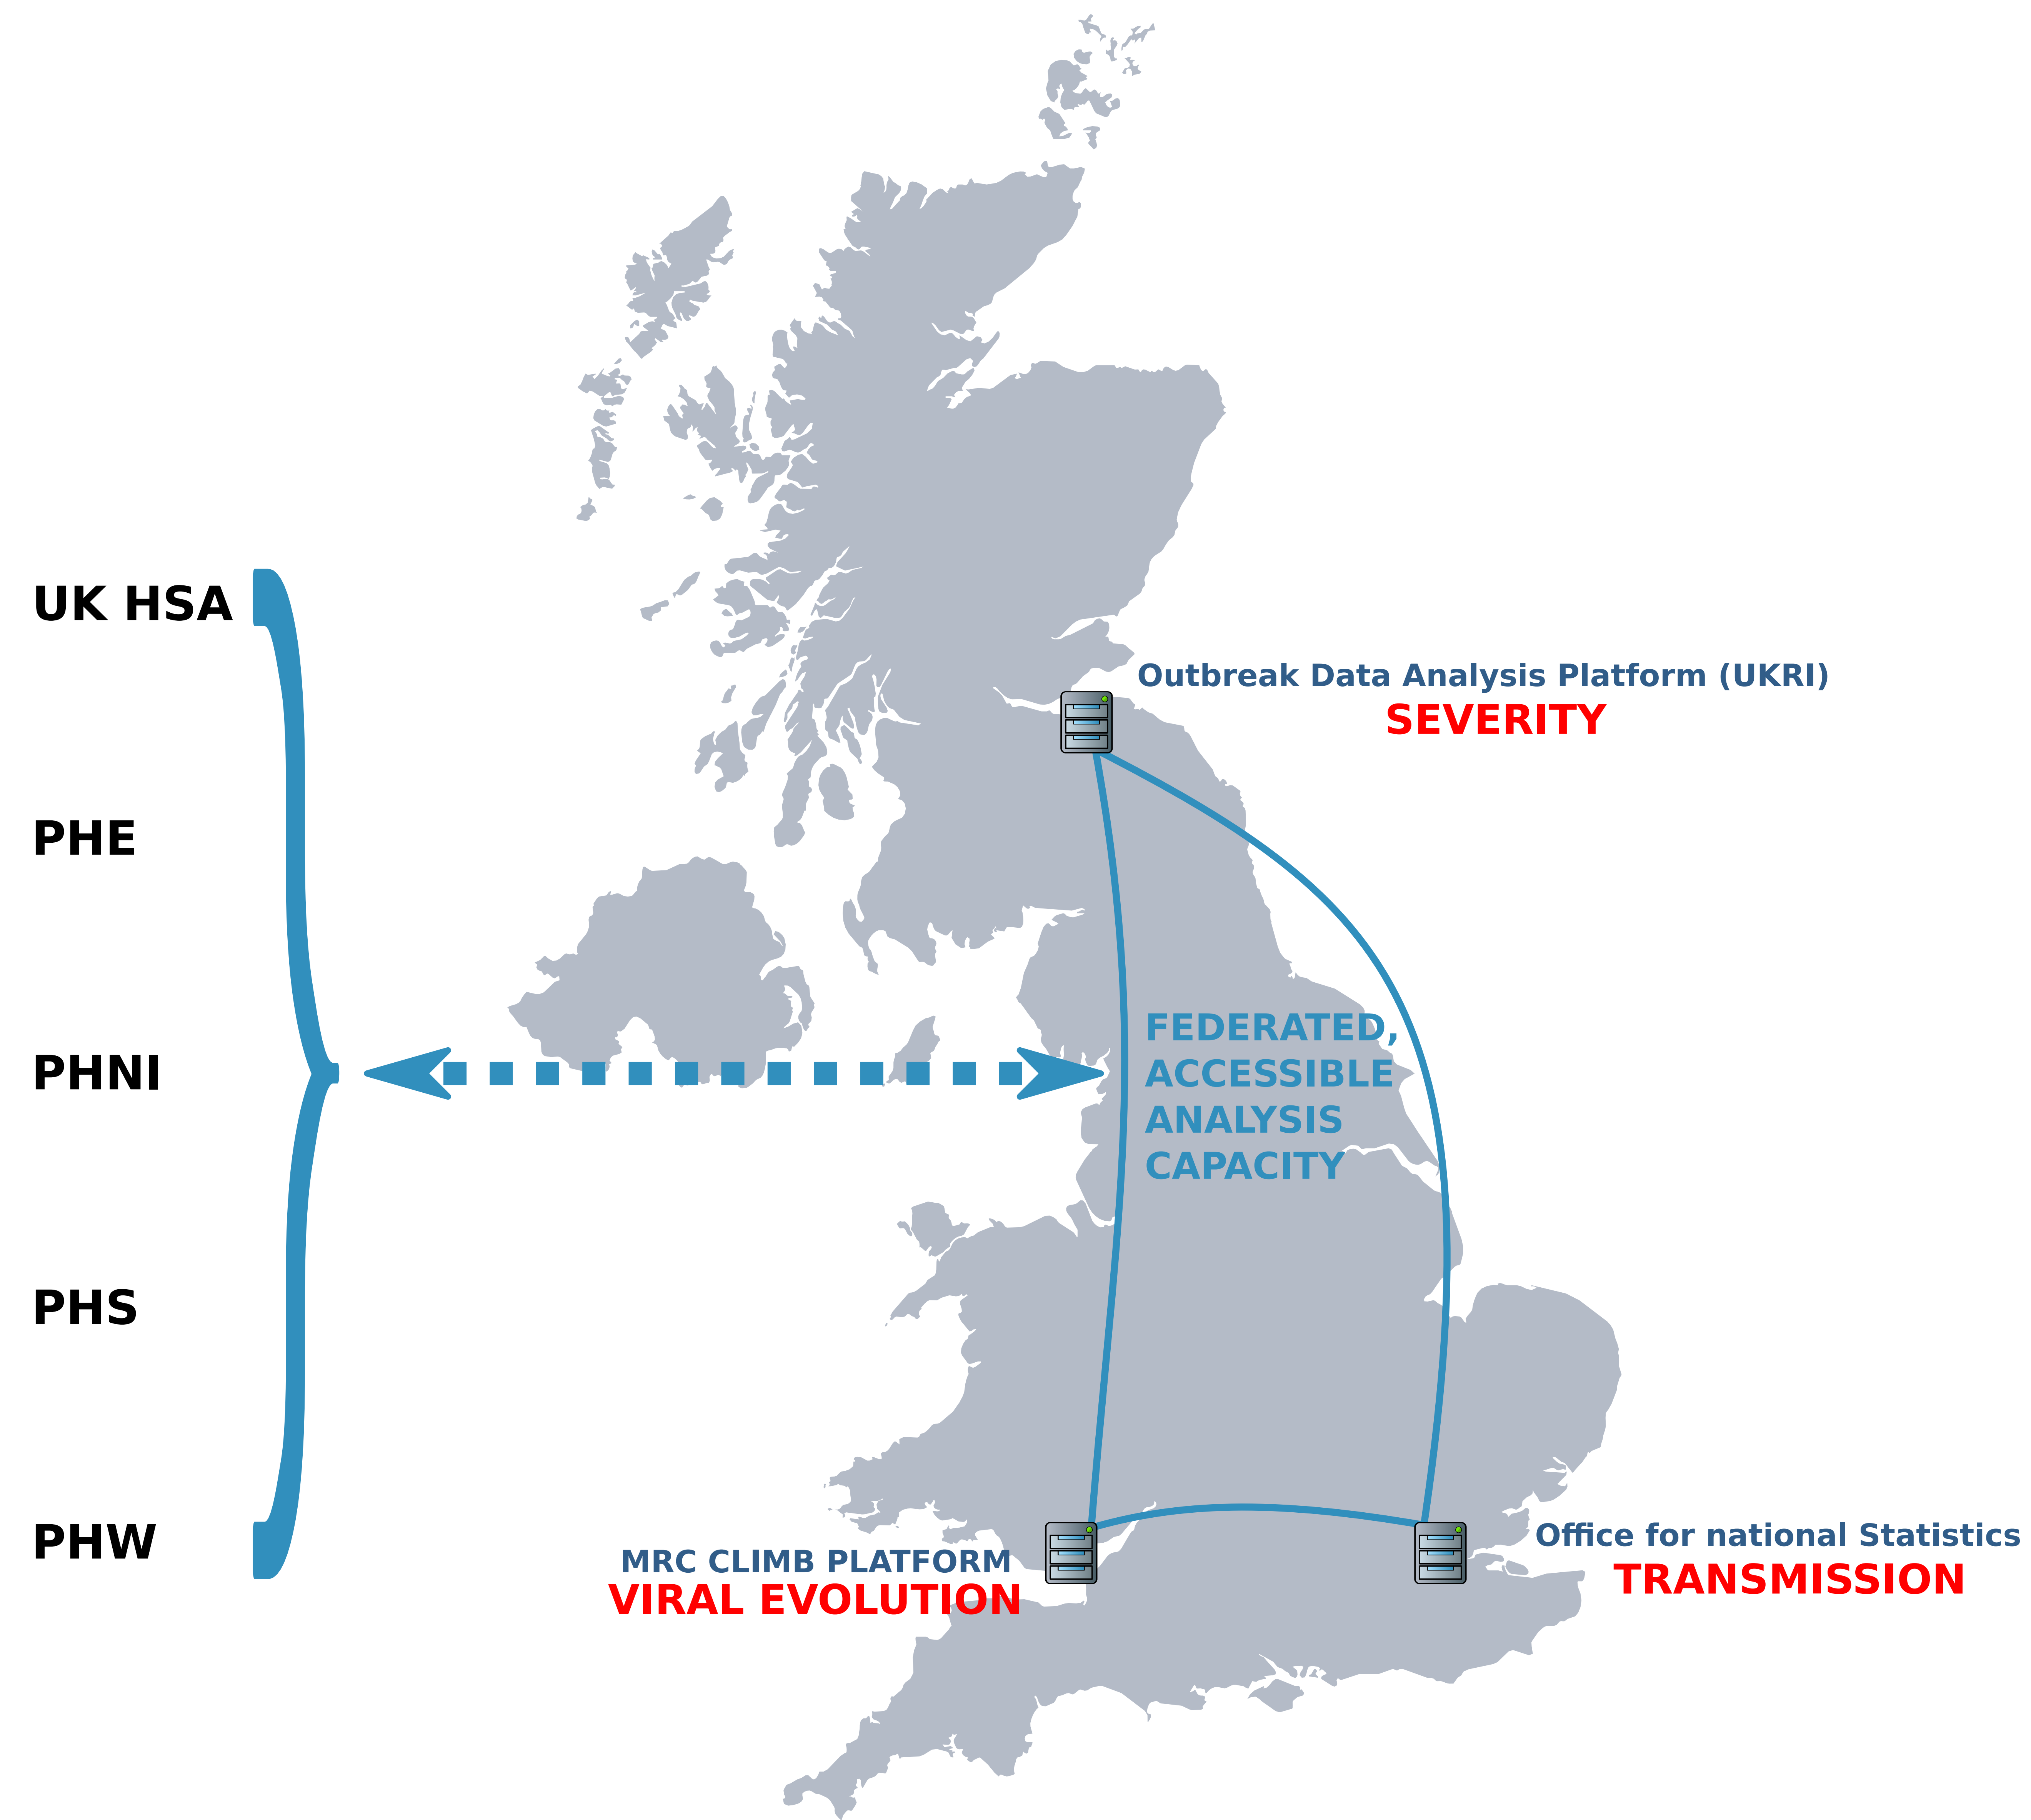 UK HSA
PHE
PHNI
PHS
PHW
Outbreak Data Analysis Platform (UKRI)
SEVERITY
FEDERATED,
ACCESSIBLE
ANALYSIS
CAPACITY
MRC CLIMB PLATFORM
VIRAL EVOLUTION
Office for national Statistics
TRANSMISSION